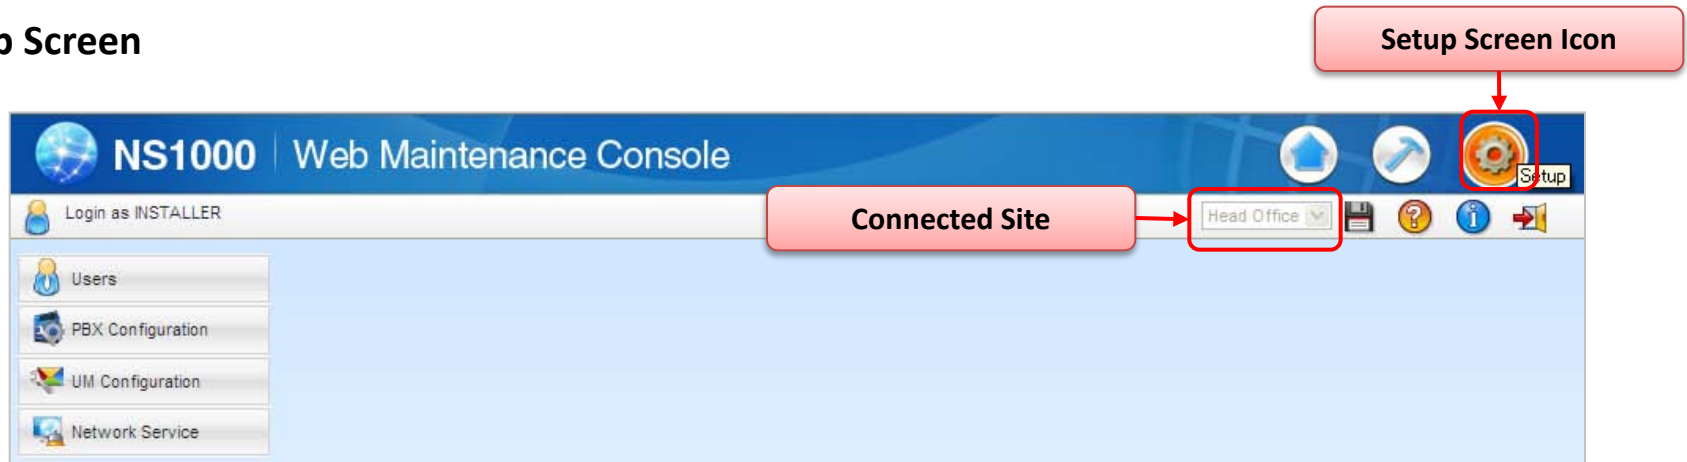 Screen
Setup Screen Icon
NS1000 Web Maintenance Console
Setup
Login as INSTALLER
Connected Site
Head Office
Users
PBX Configuration
UM Configuration
Network Service